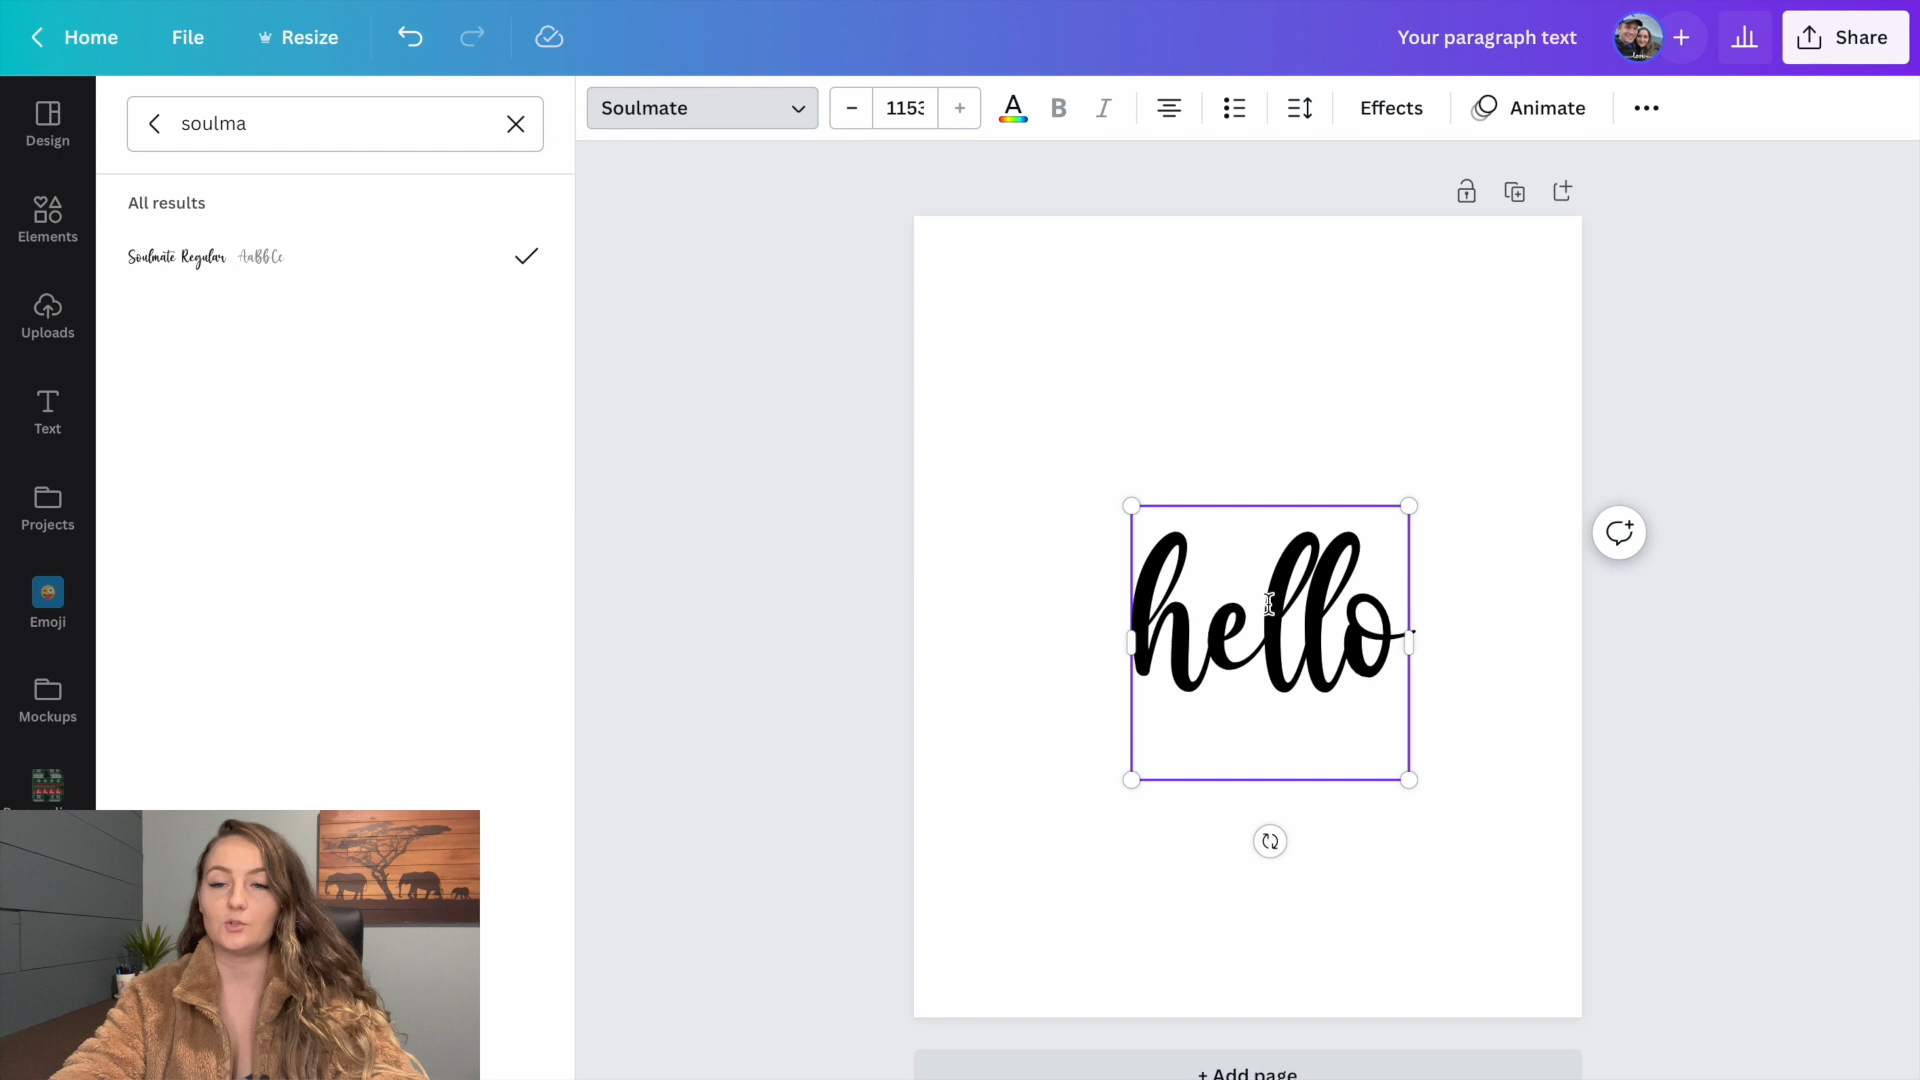 Home
File
Resize
Your paragraph text
Share
Design
Elements
Uploads
Text
Projects
Emoji
Mockups
soulma
All results
Soulmate Regular AaBbCc
Soulmate
1153
A
B
I
Effects
Animate
hello
+ Add page